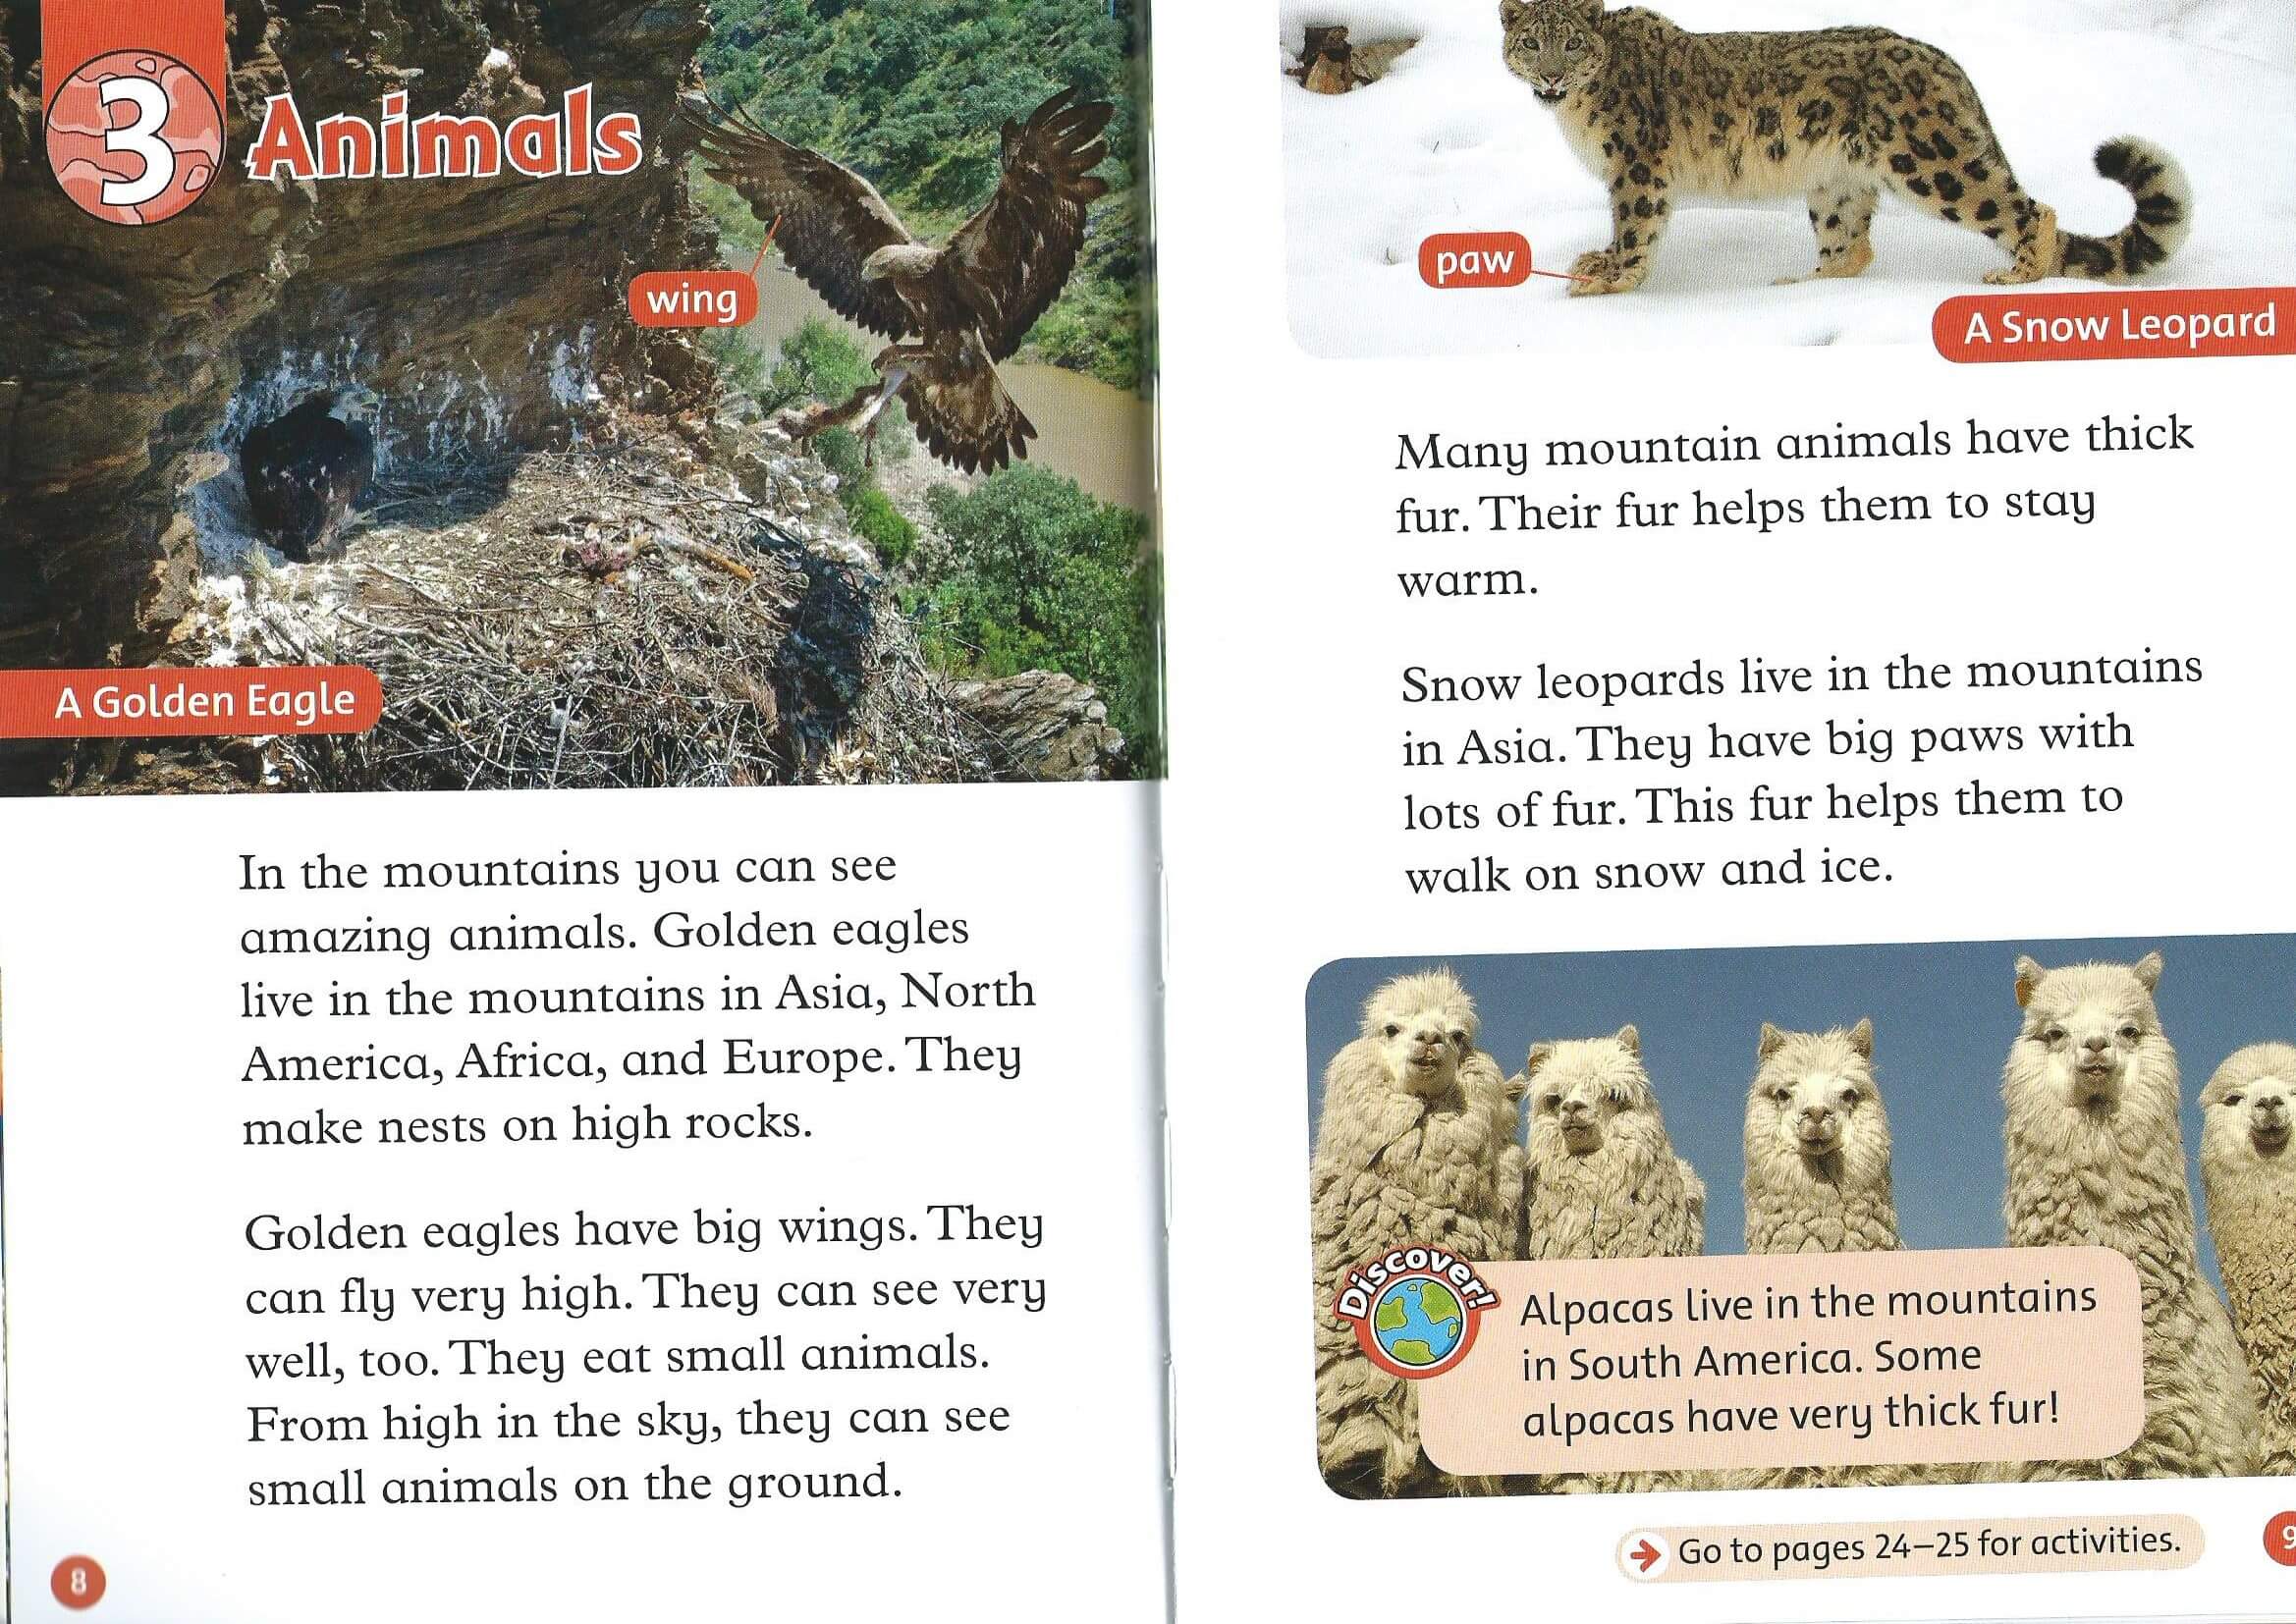 3
Animals
wing
A Golden Eagle
In the mountains you can see
amazing animals. Golden eagles
live in the mountains in Asia, North
America, Africa, and Europe. They
make nests on high rocks.
Golden eagles have big wings. They
can fly very high. They can see very
well, too. They eat small animals.
From high in the sky, they can see
small animals on the ground.
8
paw
A Snow Leopard
Many mountain animals have thick
fur. Their fur helps them to stay
warm.
Snow leopards live in the mountains
in Asia. They have big paws with
lots of fur. This fur helps them to
walk on snow and ice.
Discover!
Alpacas live in the mountains
in South America. Some
alpacas have very thick fur!
Go to pages 24–25 for activities.
9